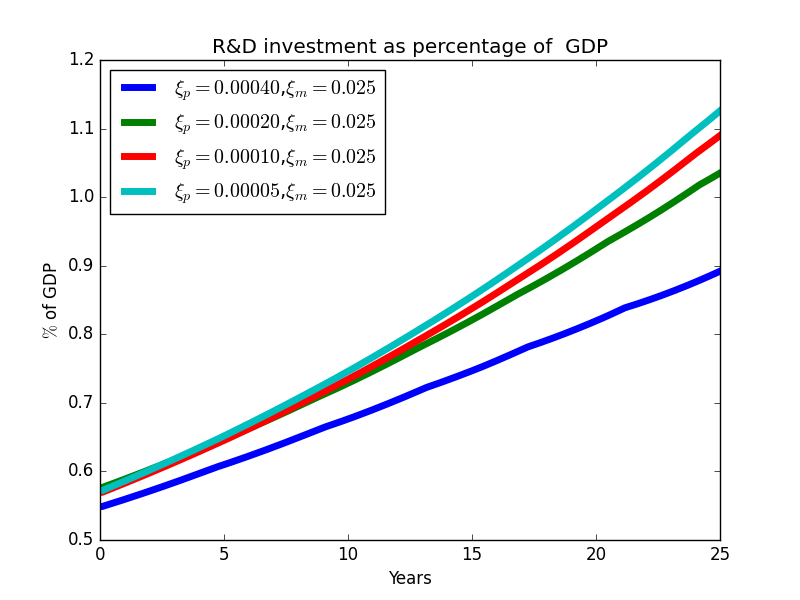 R&D investment as percentage of GDP
ξp = 0.00040,ξm = 0.025
ξp = 0.00020,ξm = 0.025
ξp = 0.00010,ξm = 0.025
ξp = 0.00005,ξm = 0.025
% of GDP
1.2
1.1
1.0
0.9
0.8
0.7
0.6
0.5
0 5 10 15 20 25
Years